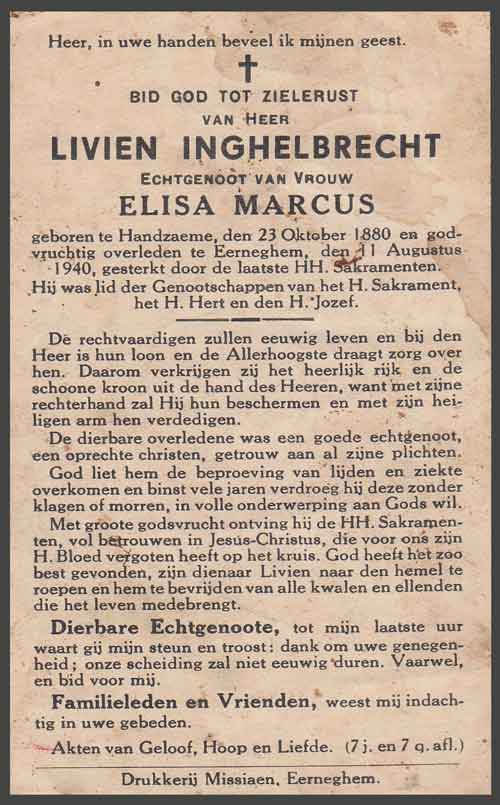 Heer, in uwe handen beveel ik mijnen geest.
BID GOD TOT ZIELERUST
VAN HEER
LIVIEN INGHELBRECHT
ECHTGENOOT VAN VROUW
ELISA MARCUS
geboren te Handzaeme, den 23 Oktober 1880 en god-
vruchtig overleden te Eerneghem, den 11 Augustus
1940, gesterkt door de laatste HH. Sakramenten.
Hij was lid der Genootschappen van het H. Sakrament,
het H. Hert en den H. Jozef.
De rechtvaardigen zullen eeuwig leven en bij den
Heer is hun loon en de Allerhoogste draagt zorg over
hen. Daarom verkrijgen zij het heerlijk rijk en de
schoone kroon uit de hand des Heeren, want met zijne
rechterhand zal Hij hun beschermen en met zijn hei-
ligen arm hen verdedigen.
De dierbare overledene was een goede echtgenoot,
een oprechte christen, getrouw aan al zijne plichten.
God liet hem de beproeving van lijden en ziekte
overkomen en binst vele jaren verdroeg hij deze zonder
klagen of morren, in volle onderwerping aan Gods wil.
Met groote godsvrucht ontving hij de HH. Sakramen-
ten, vol betrouwen in Jesus-Christus, die voor ons zijn
H. Bloed vergoten heeft op het kruis. God heeft het zoo
best gevonden, zijn dienaar Livien naar den hemel te
roepen en hem te bevrijden van alle kwalen en ellenden
die het leven medebrengt.
Dierbare Echtgenoote, tot mijn laatste uur
waart gij mijn steun en troost : dank om uwe genegen-
heid ; onze scheiding zal niet eeuwig duren. Vaarwel,
en bid voor mij.
Familieleden en Vrienden, weest mij indach-
tig in uwe gebeden.
Akten van Geloof, Hoop en Liefde. (7 j. en 7 q. afl.)
Drukkerij Missiaen, Eerneghem.